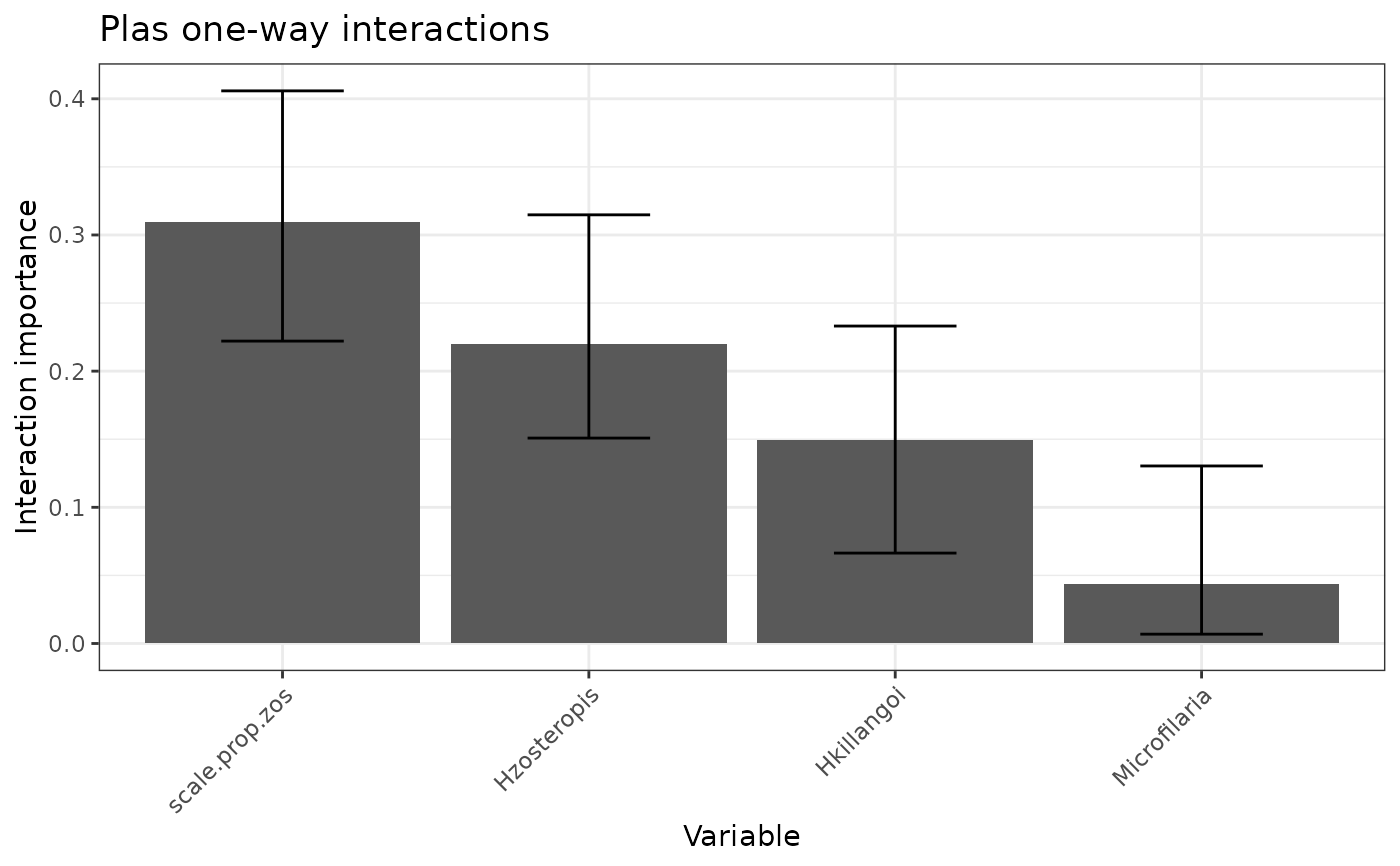 Plas one-way interactions
Interaction importance
0.4
0.3
0.2
0.1
0.0
scale.prop.zos
Hzosteropis
Hkillangoi
Microfilaria
Variable